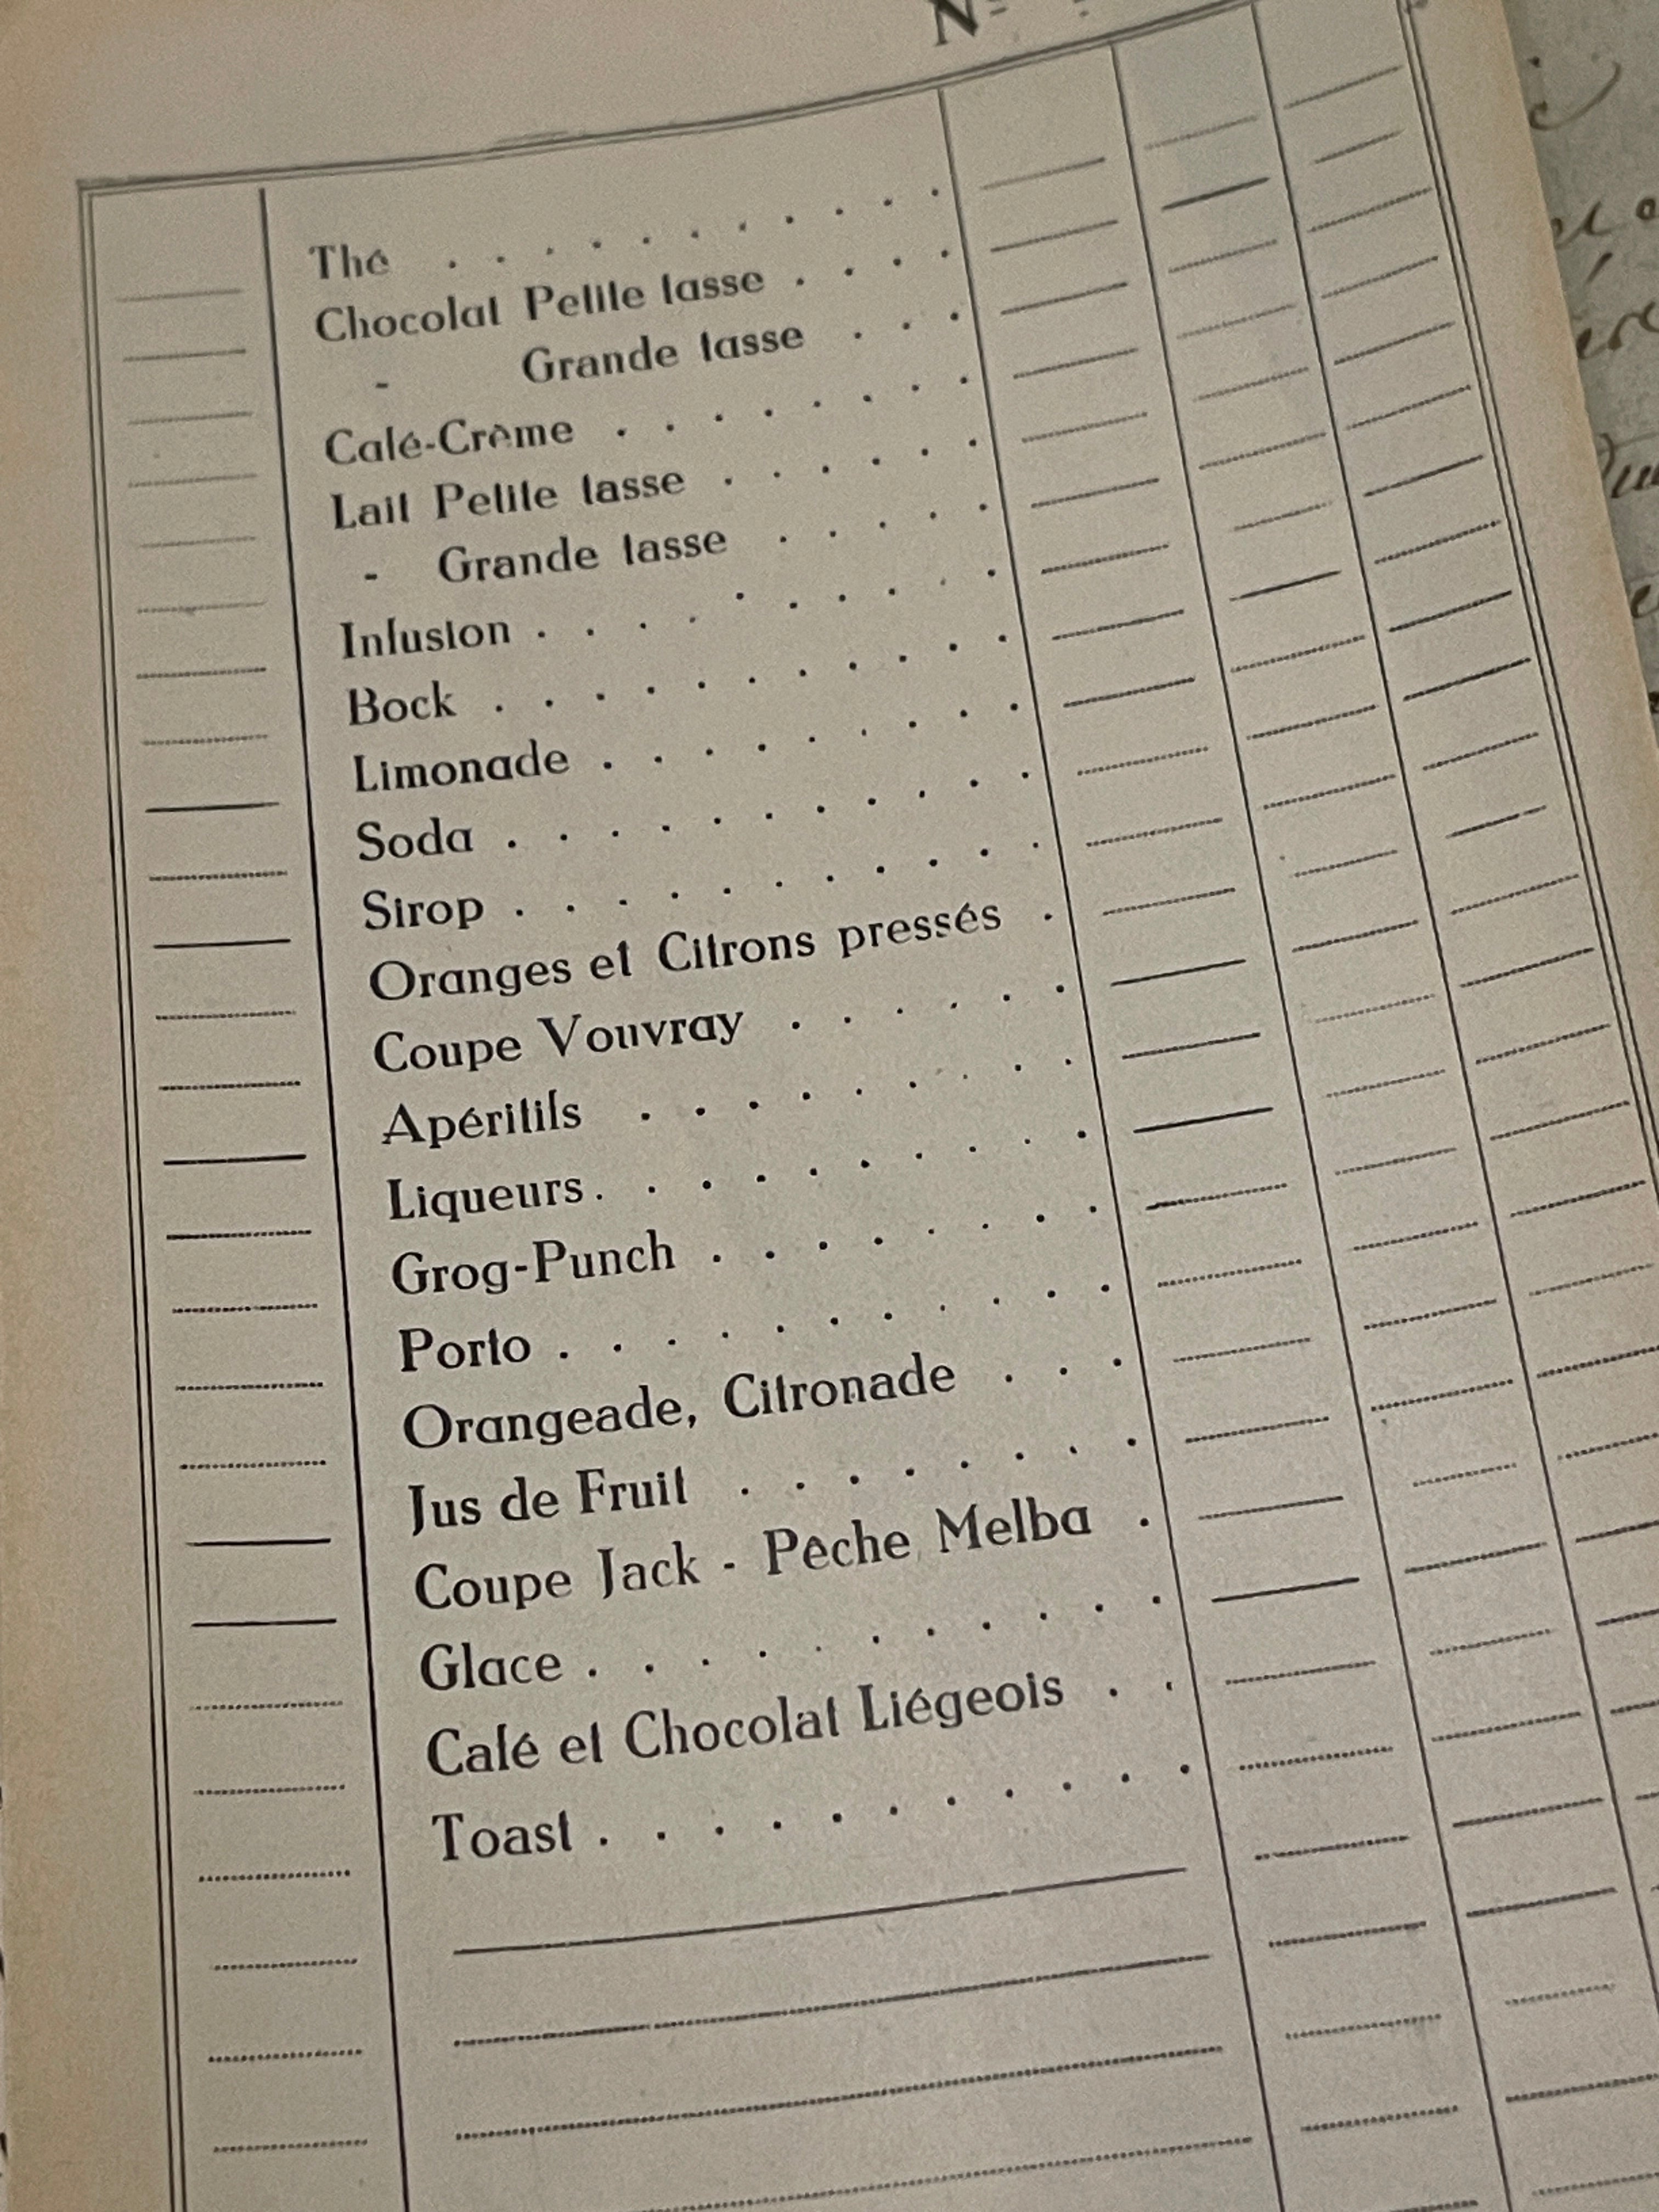 Nº
Thé . . . . . . . . . . .
Chocolat Petite tasse . . . .
- Grande tasse . . .
Café-Crème . . . . . . . .
Lait Petite tasse . . . . . .
- Grande tasse . . . . .
Infusion . . . . . . . . . .
Bock . . . . . . . . . . .
Limonade . . . . . . . . .
Soda . . . . . . . . . . .
Sirop . . . . . . . . . . .
Oranges et Citrons pressés .
Coupe Vouvray . . . . . .
Apéritifs . . . . . . . . .
Liqueurs . . . . . . . . . .
Grog-Punch . . . . . . . .
Porto . . . . . . . . . . .
Orangeade, Citronade . . .
Jus de Fruit . . . . . . . .
Coupe Jack - Pêche Melba .
Glace . . . . . . . . . . .
Café et Chocolat Liégeois . .
Toast . . . . . . . . . . .